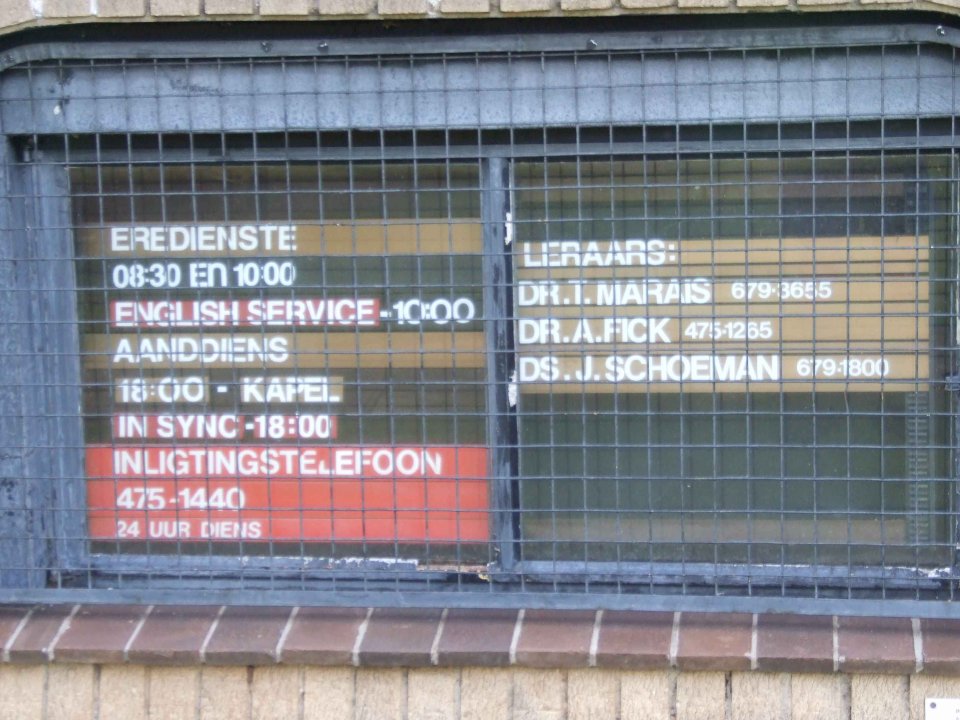 EREDIENSTE
08:30 EN 10:00
ENGLISH SERVICE - 10:00
AANDDIENS
18:00 - KAPEL
IN SYNC - 18:00
INLIGTINGSTELEFOON
475-1440
24 UUR DIENS
LERAARS:
DR. T. MARAIS 679-3655
DR. A. FICK 475-1265
DS. J. SCHOEMAN 679-1800